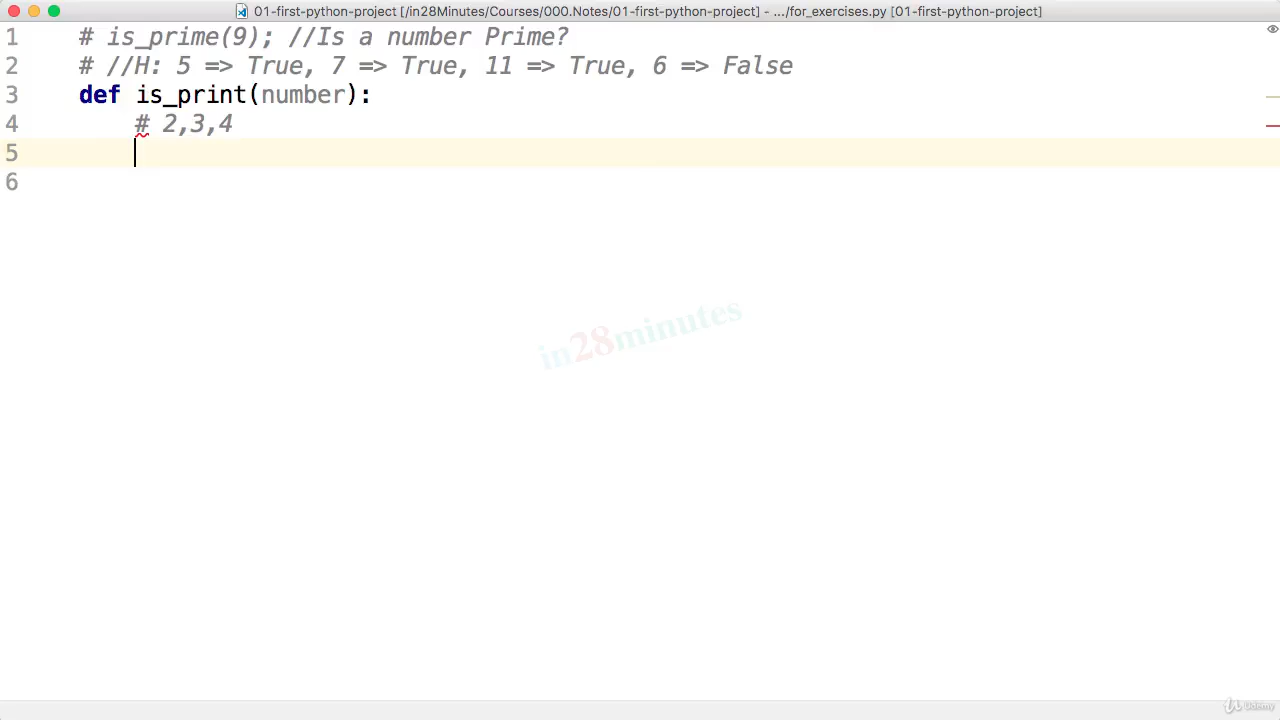 01-first-python-project [/in28Minutes/Courses/000.Notes/01-first-python-project] - .../for_exercises.py [01-first-python-project]
1 # is_prime(9); //Is a number Prime?
2 # //H: 5 => True, 7 => True, 11 => True, 6 => False
3 def is_print(number):
4 # 2,3,4
5
6
in28minutes
Udemy